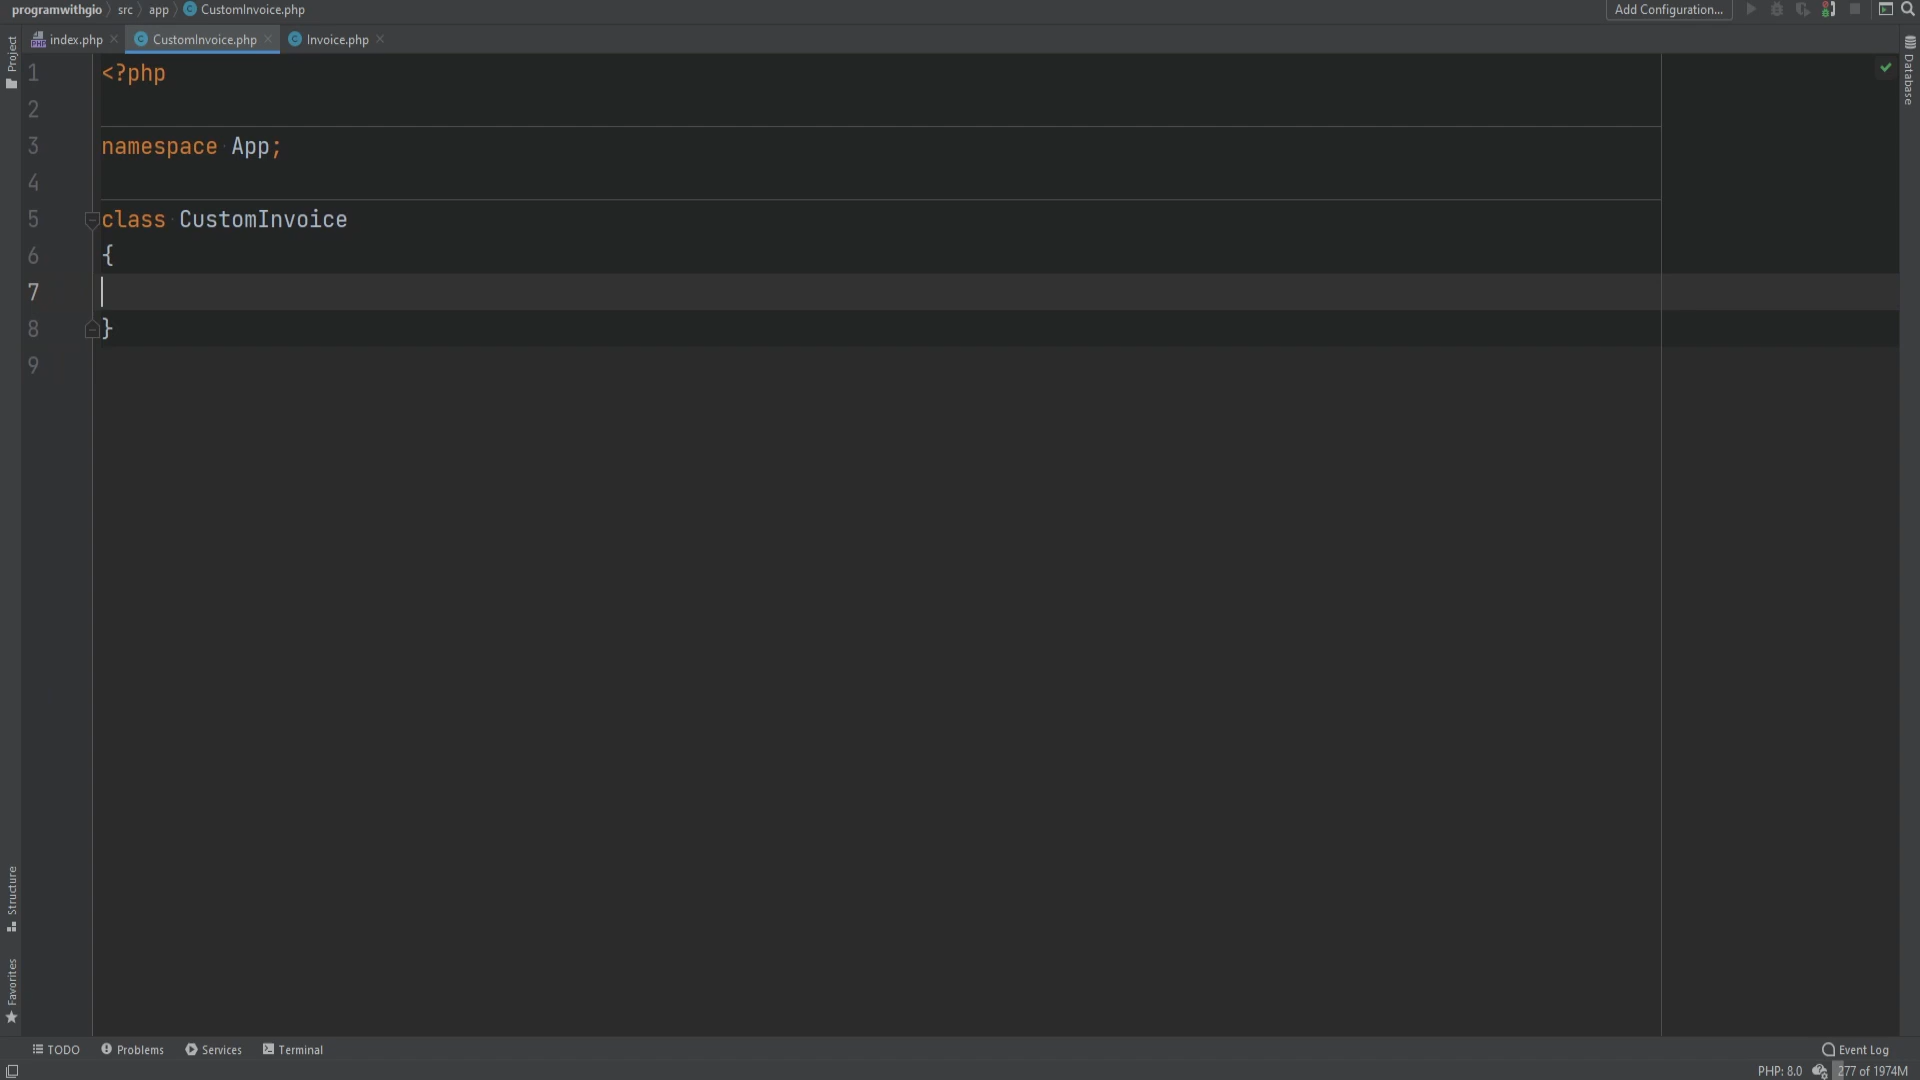 programwithgio src app CustomInvoice.php
Add Configuration...
index.php CustomInvoice.php Invoice.php
Project
Database
1 <?php
2
3 namespace App;
4
5 class CustomInvoice
6 {
7
8 }
9
Structure
Favorites
TODO Problems Services Terminal
Event Log
PHP: 8.0 277 of 1974M